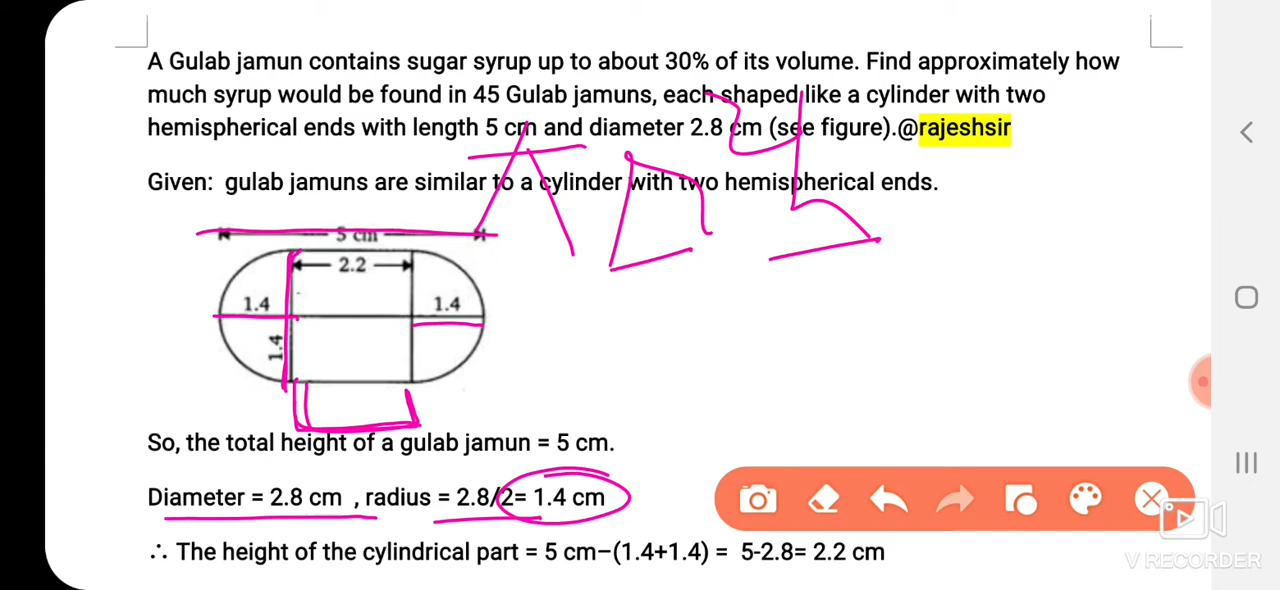 A Gulab jamun contains sugar syrup up to about 30% of its volume. Find approximately how
much syrup would be found in 45 Gulab jamuns, each shaped like a cylinder with two
hemispherical ends with length 5 cm and diameter 2.8 cm (see figure).@rajeshsir
Given: gulab jamuns are similar to a cylinder with two hemispherical ends.
5 cm
2.2
1.4 1.4
1.4
So, the total height of a gulab jamun = 5 cm.
Diameter = 2.8 cm , radius = 2.8/2= 1.4 cm
∴ The height of the cylindrical part = 5 cm–(1.4+1.4) = 5-2.8= 2.2 cm
V RECORDER